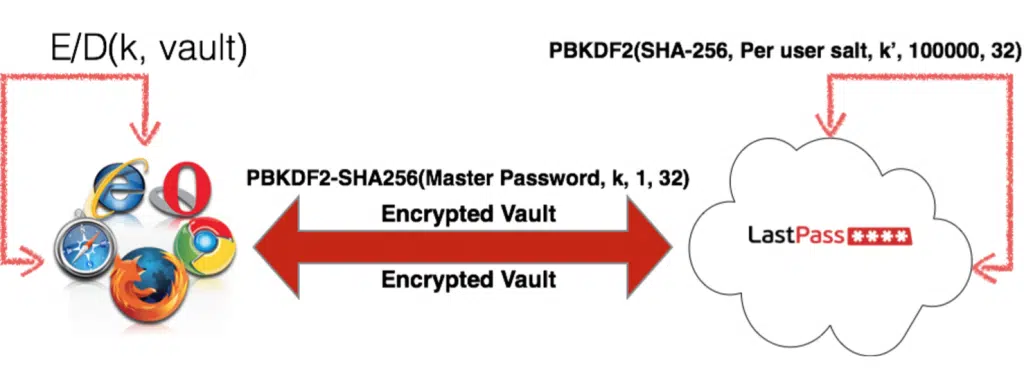 E/D(k, vault)
PBKDF2(SHA-256, Per user salt, k’, 100000, 32)
PBKDF2-SHA256(Master Password, k, 1, 32)
Encrypted Vault
LastPass ****
Encrypted Vault